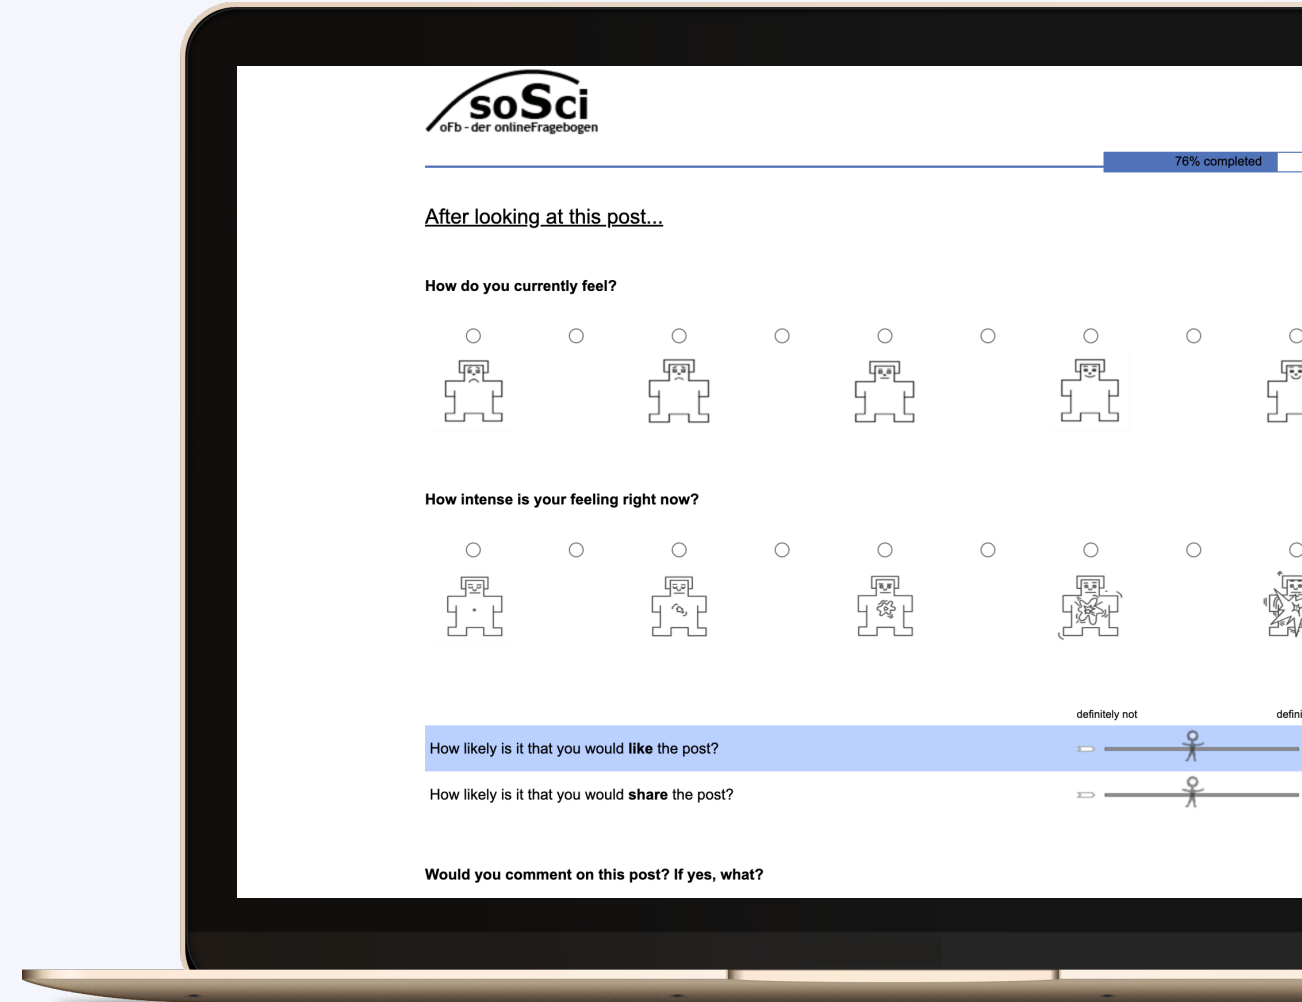 soSci
oFb - der onlineFragebogen
76% completed
After looking at this post...
How do you currently feel?
How intense is your feeling right now?
definitely not defini
How likely is it that you would like the post?
How likely is it that you would share the post?
Would you comment on this post? If yes, what?